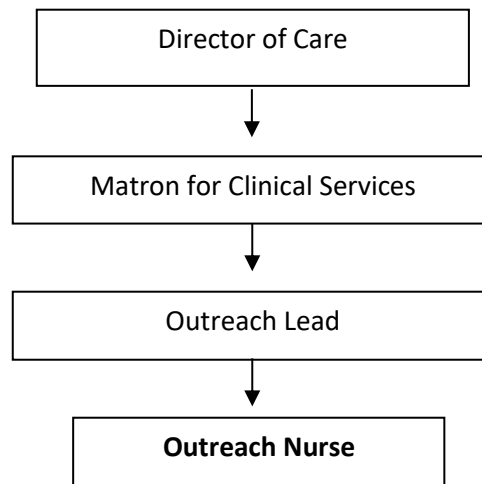 Director of Care
Matron for Clinical Services
Outreach Lead
Outreach Nurse